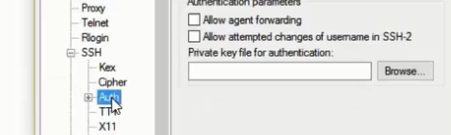 Authentication parameters
Proxy
Allow agent forwarding
Telnet
Rlogin
Allow attempted changes of username in SSH-2
SSH
Private key file for authentication:
Kex
Browse...
Cipher
Auth
TTY
X11